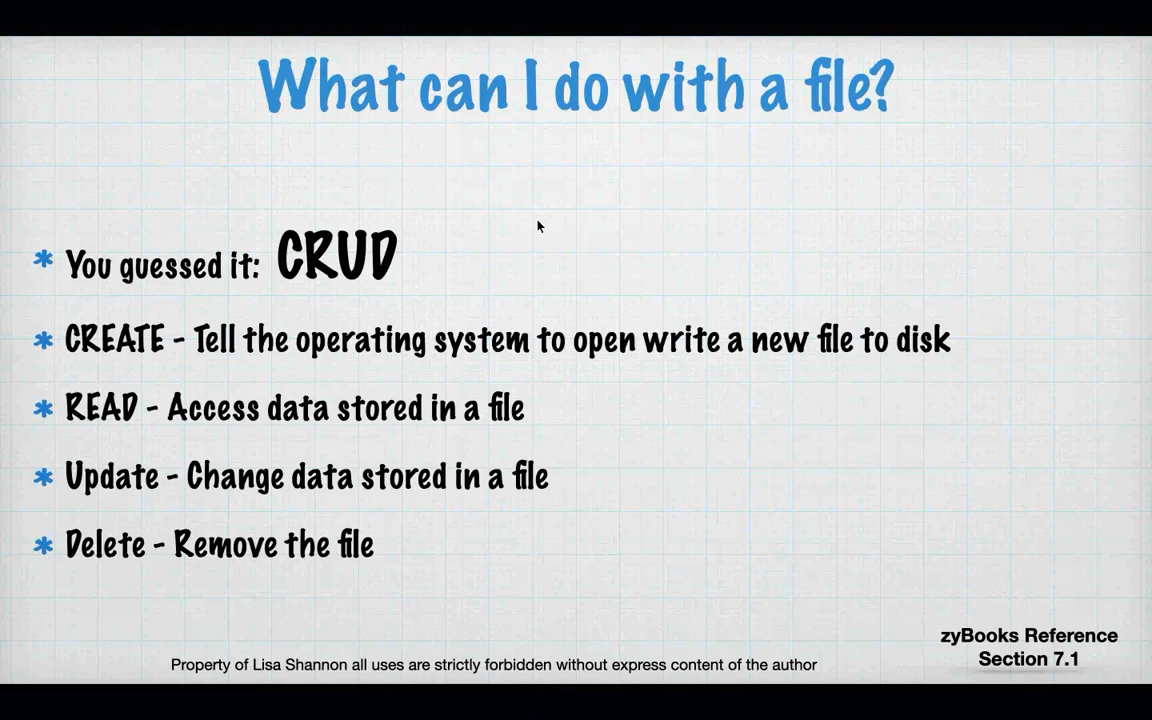 What can I do with a file?
* You guessed it: CRUD
* CREATE - Tell the operating system to open write a new file to disk
* READ - Access data stored in a file
* Update - Change data stored in a file
* Delete - Remove the file
zyBooks Reference
Section 7.1
Property of Lisa Shannon all uses are strictly forbidden without express content of the author